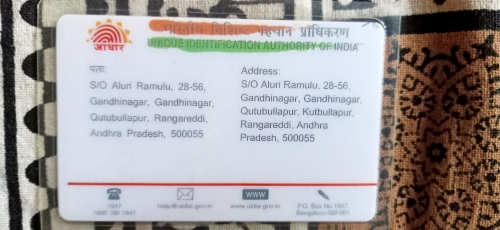 भारतीय विशिष्ट पहचान प्राधिकरण
UNIQUE IDENTIFICATION AUTHORITY OF INDIA
आधार
पता:
S/O Aluri Ramulu, 28-56,
Gandhinagar, Gandhinagar,
Qutubullapur, Rangareddi,
Andhra Pradesh, 500055
Address:
S/O Aluri Ramulu, 28-56,
Gandhinagar, Gandhinagar,
Qutubullapur, Kutbullapur,
Rangareddy, Andhra
Pradesh, 500055
1947
1800 180 1947
help@uidai.gov.in
www
www.uidai.gov.in
P.O. Box No.1947,
Bengaluru-560 001